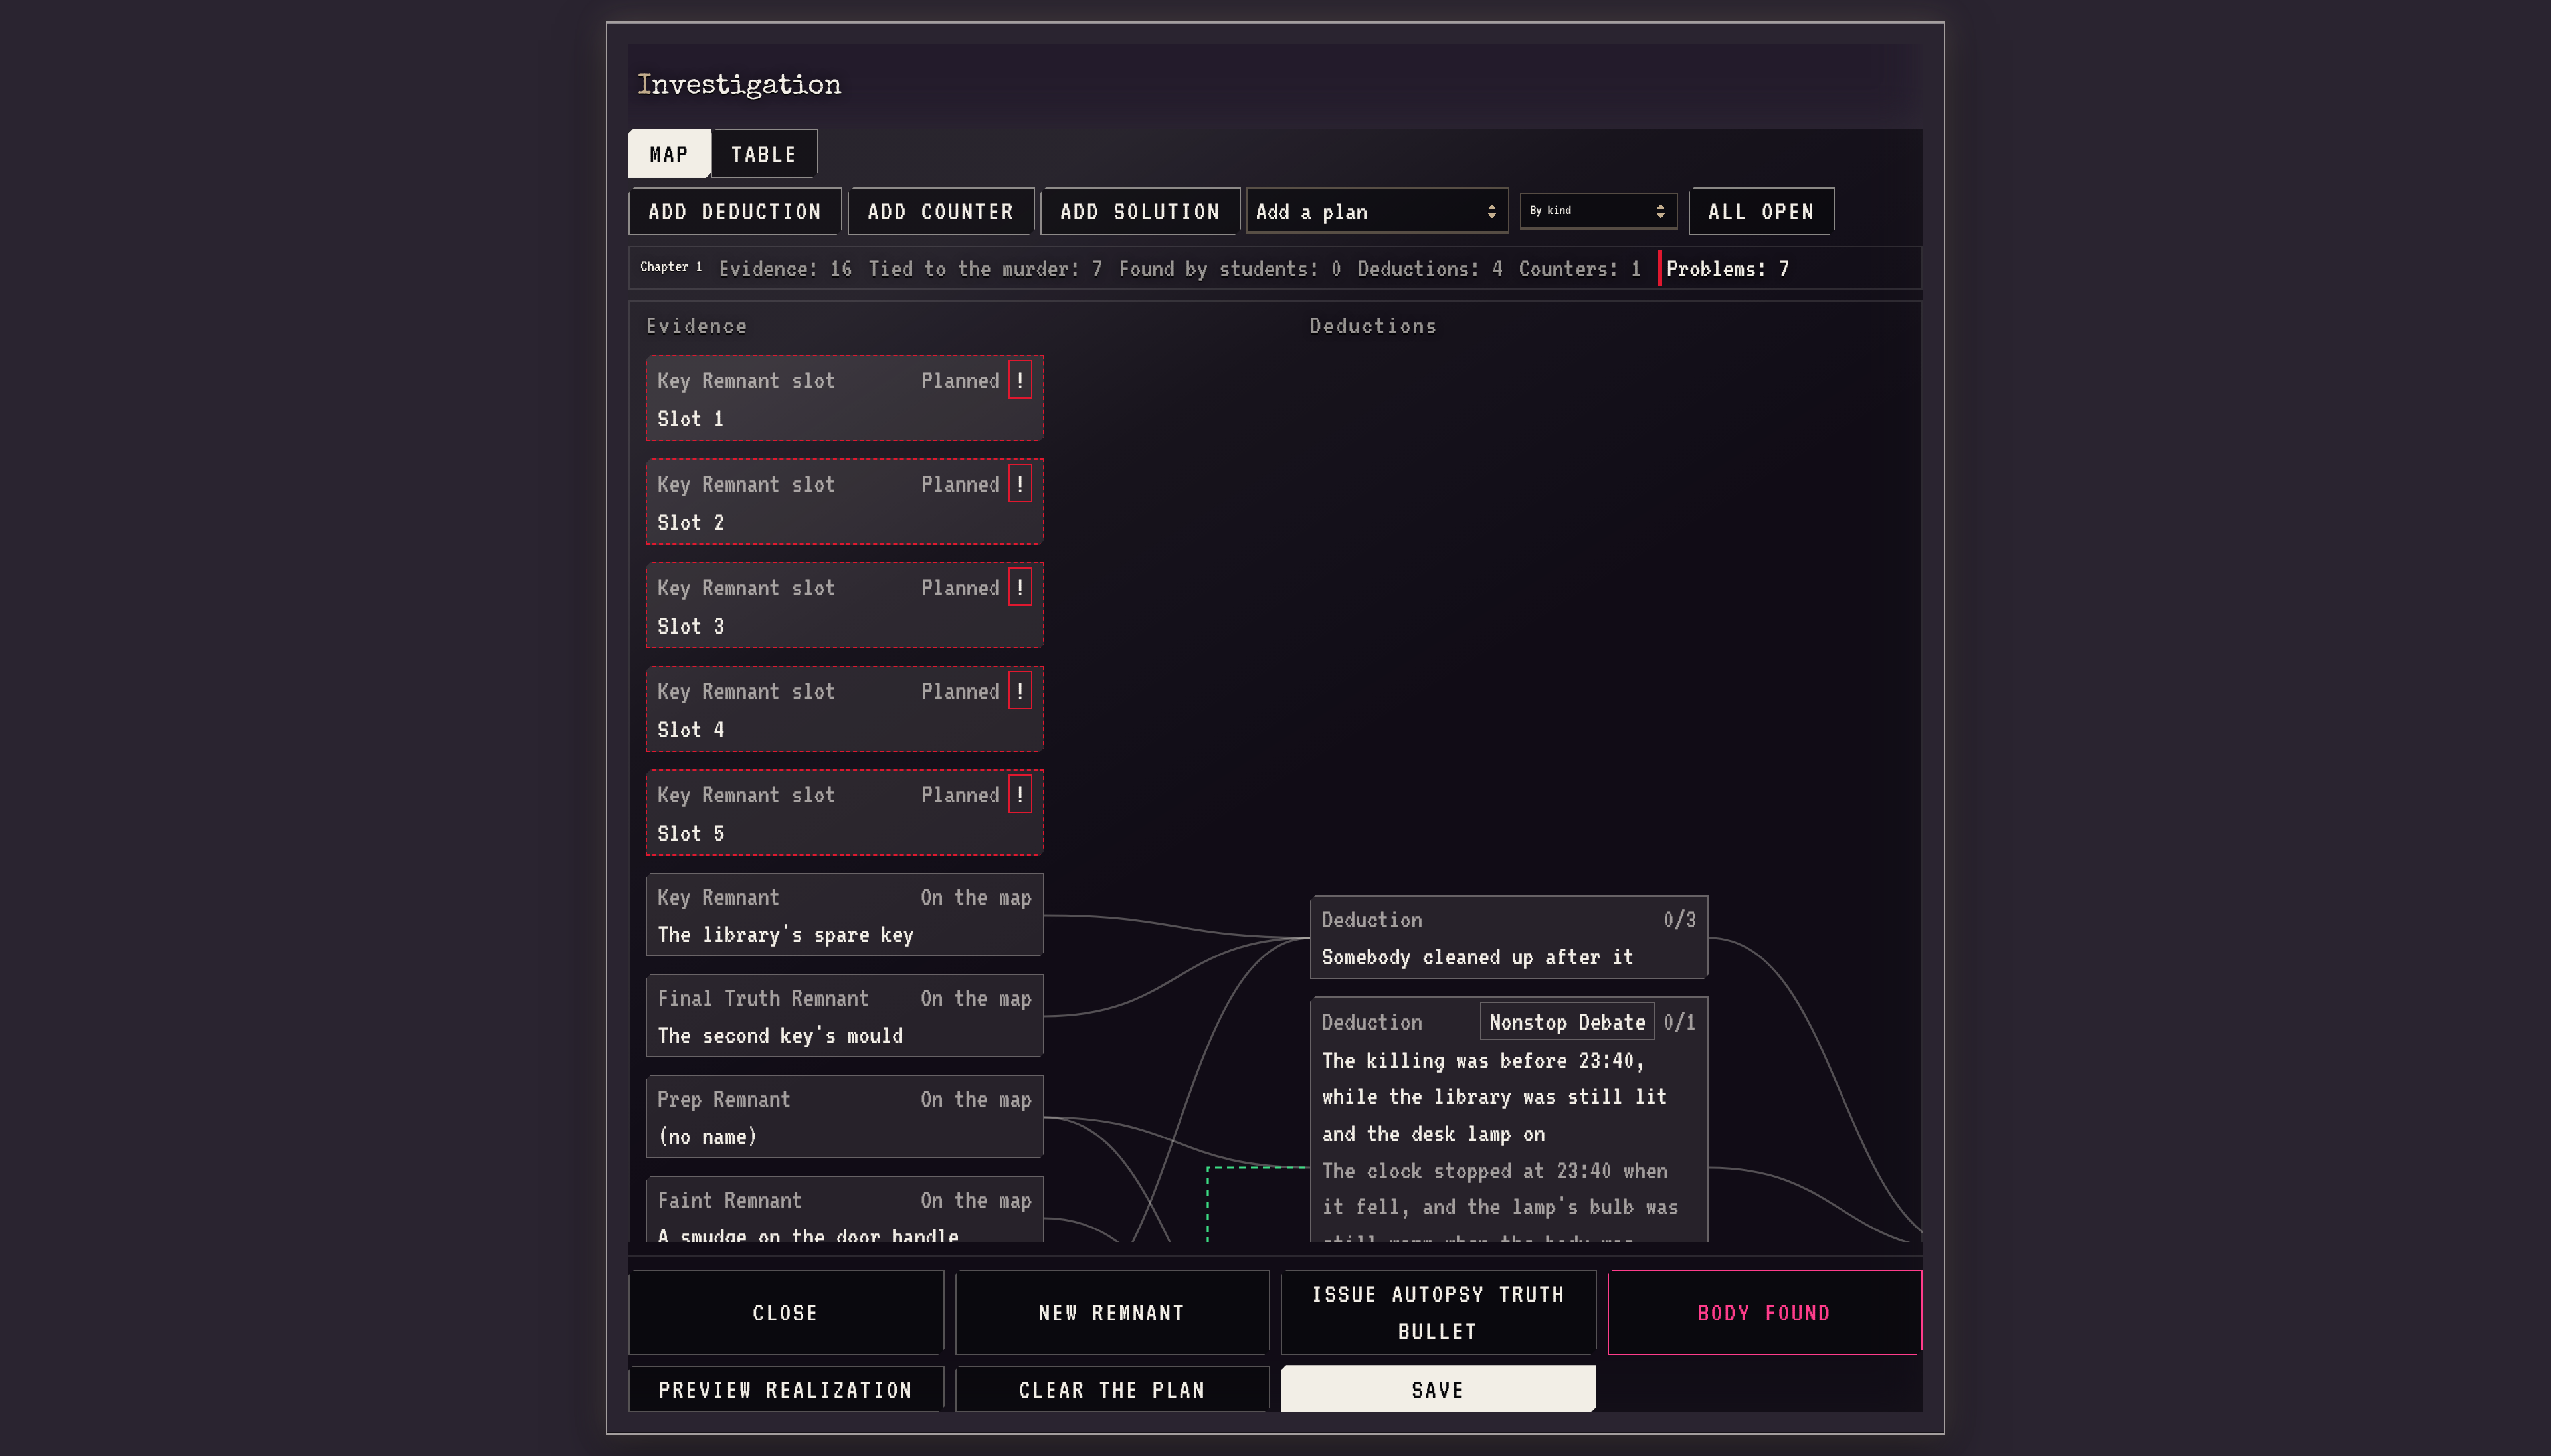 Investigation
MAP
TABLE
ADD DEDUCTION
ADD COUNTER
ADD SOLUTION
Add a plan
By kind
ALL OPEN
Chapter 1
Evidence: 16
Tied to the murder: 7
Found by students: 0
Deductions: 4
Counters: 1
Problems: 7
Evidence
Deductions
Key Remnant slot
Planned
!
Slot 1
Key Remnant slot
Planned
!
Slot 2
Key Remnant slot
Planned
!
Slot 3
Key Remnant slot
Planned
!
Slot 4
Key Remnant slot
Planned
!
Slot 5
Key Remnant
On the map
The library's spare key
Final Truth Remnant
On the map
The second key's mould
Prep Remnant
On the map
(no name)
Faint Remnant
On the map
A smudge on the door handle
Deduction
0/3
Somebody cleaned up after it
Deduction
Nonstop Debate
0/1
The killing was before 23:40,
while the library was still lit
and the desk lamp on
The clock stopped at 23:40 when
it fell, and the lamp's bulb was
CLOSE
NEW REMNANT
ISSUE AUTOPSY TRUTH
BULLET
BODY FOUND
PREVIEW REALIZATION
CLEAR THE PLAN
SAVE